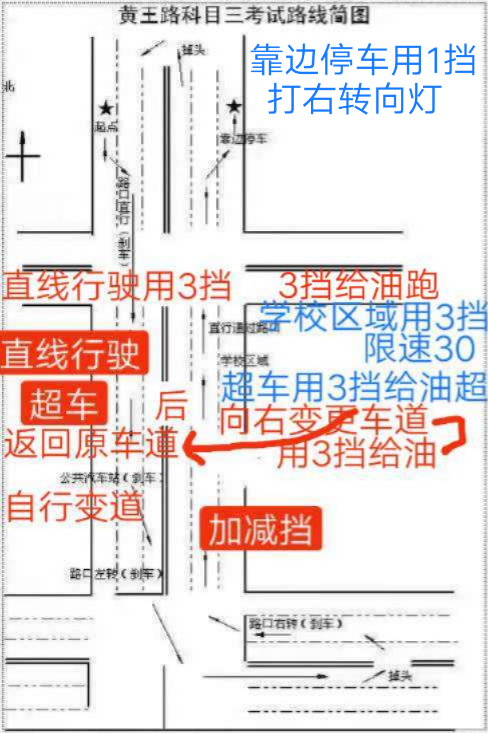 黄王路科目三考试路线简图
掉头
靠边停车用1挡
打右转向灯
北
起点
靠边停车
路口直行（刹车）
直线行驶用3挡
3挡给油跑
学校区域用3挡
直行通过路口
限速30
直线行驶
学校区域
超车用3挡给油超
超车
后
向右变更车道
返回原车道
用3挡给油
公共汽车站（刹车）
自行变道
加减挡
路口左转（刹车）
路口右转（刹车）
掉头